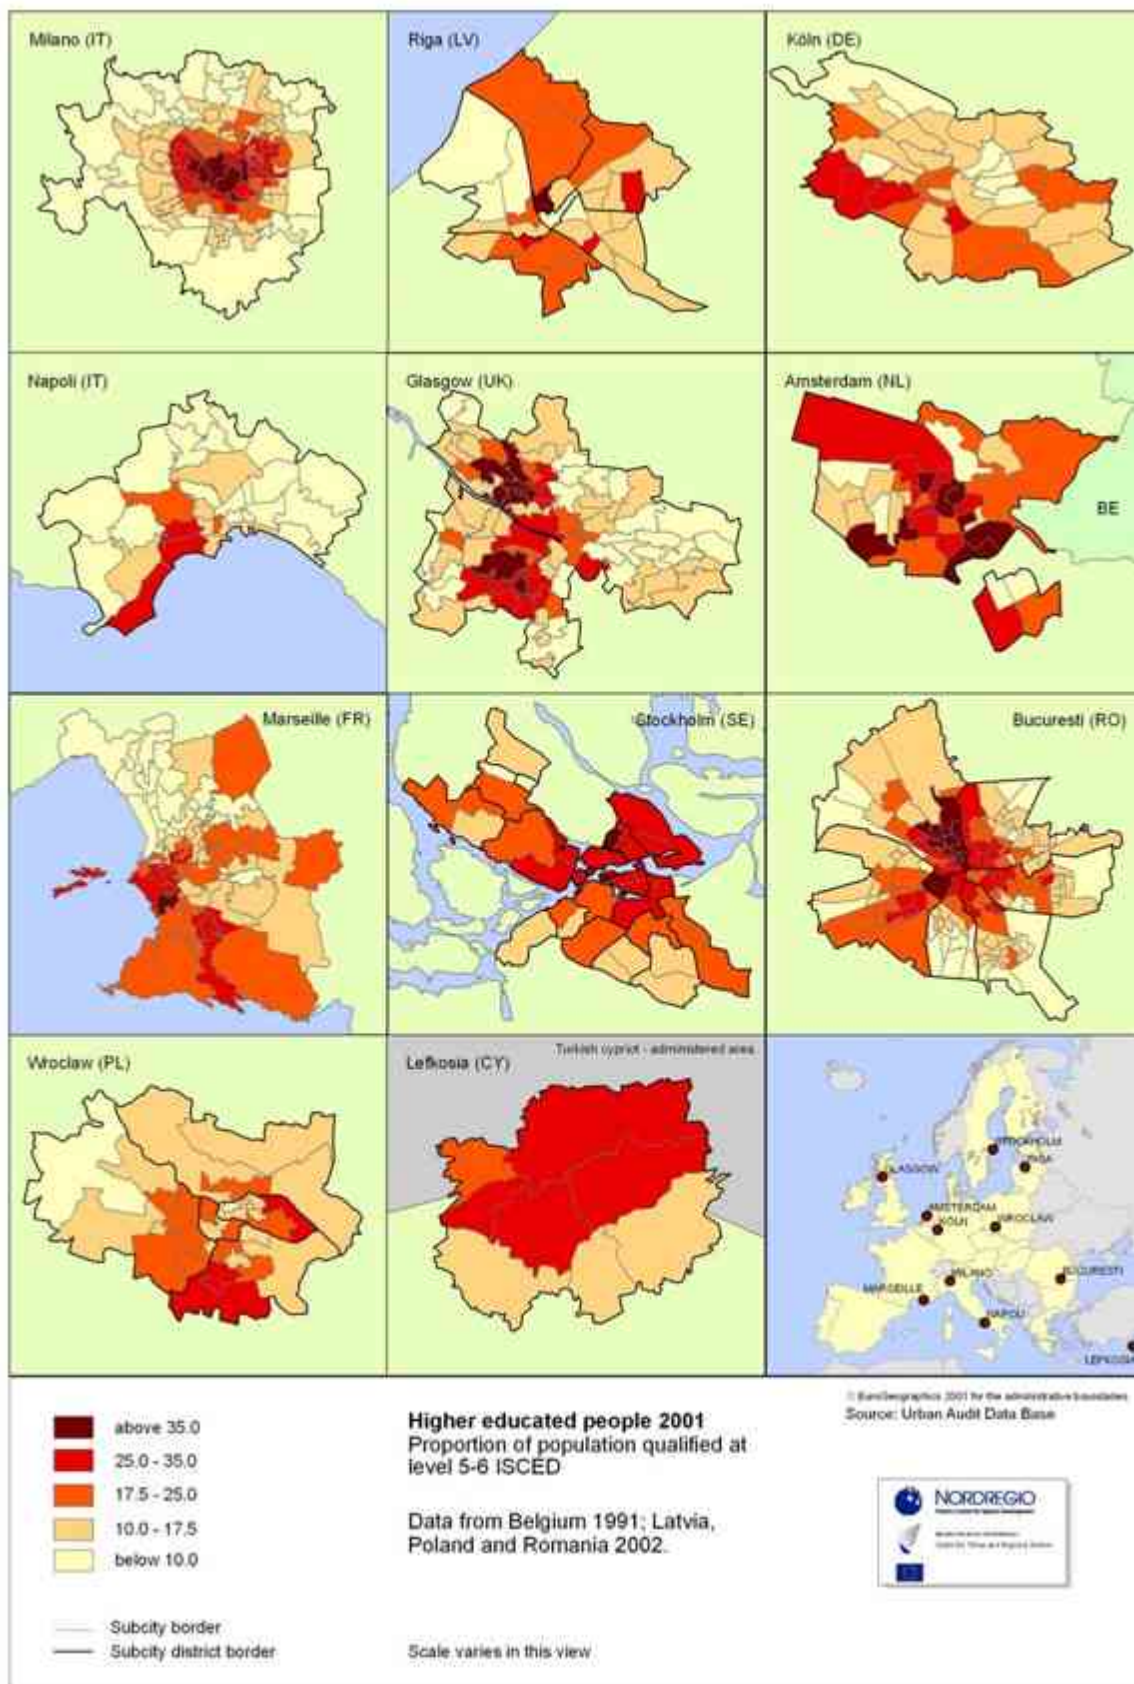 Milano (IT)
Riga (LV)
Köln (DE)
Napoli (IT)
Glasgow (UK)
Amsterdam (NL)
BE
Marseille (FR)
Stockholm (SE)
Bucuresti (RO)
Wroclaw (PL)
Lefkosia (CY)
Turkish cypriot - administered area
STOCKHOLM
RIGA
GLASGOW
AMSTERDAM
KÖLN
WROCLAW
MILANO
BUCURESTI
MARSEILLE
NAPOLI
LEFKOSIA
© EuroGeographics 2001 for the administrative boundaries
Source: Urban Audit Data Base
above 35.0
25.0 - 35.0
17.5 - 25.0
10.0 - 17.5
below 10.0
Higher educated people 2001
Proportion of population qualified at
level 5-6 ISCED
Data from Belgium 1991; Latvia,
Poland and Romania 2002.
NORDREGIO
Subcity border
Subcity district border
Scale varies in this view